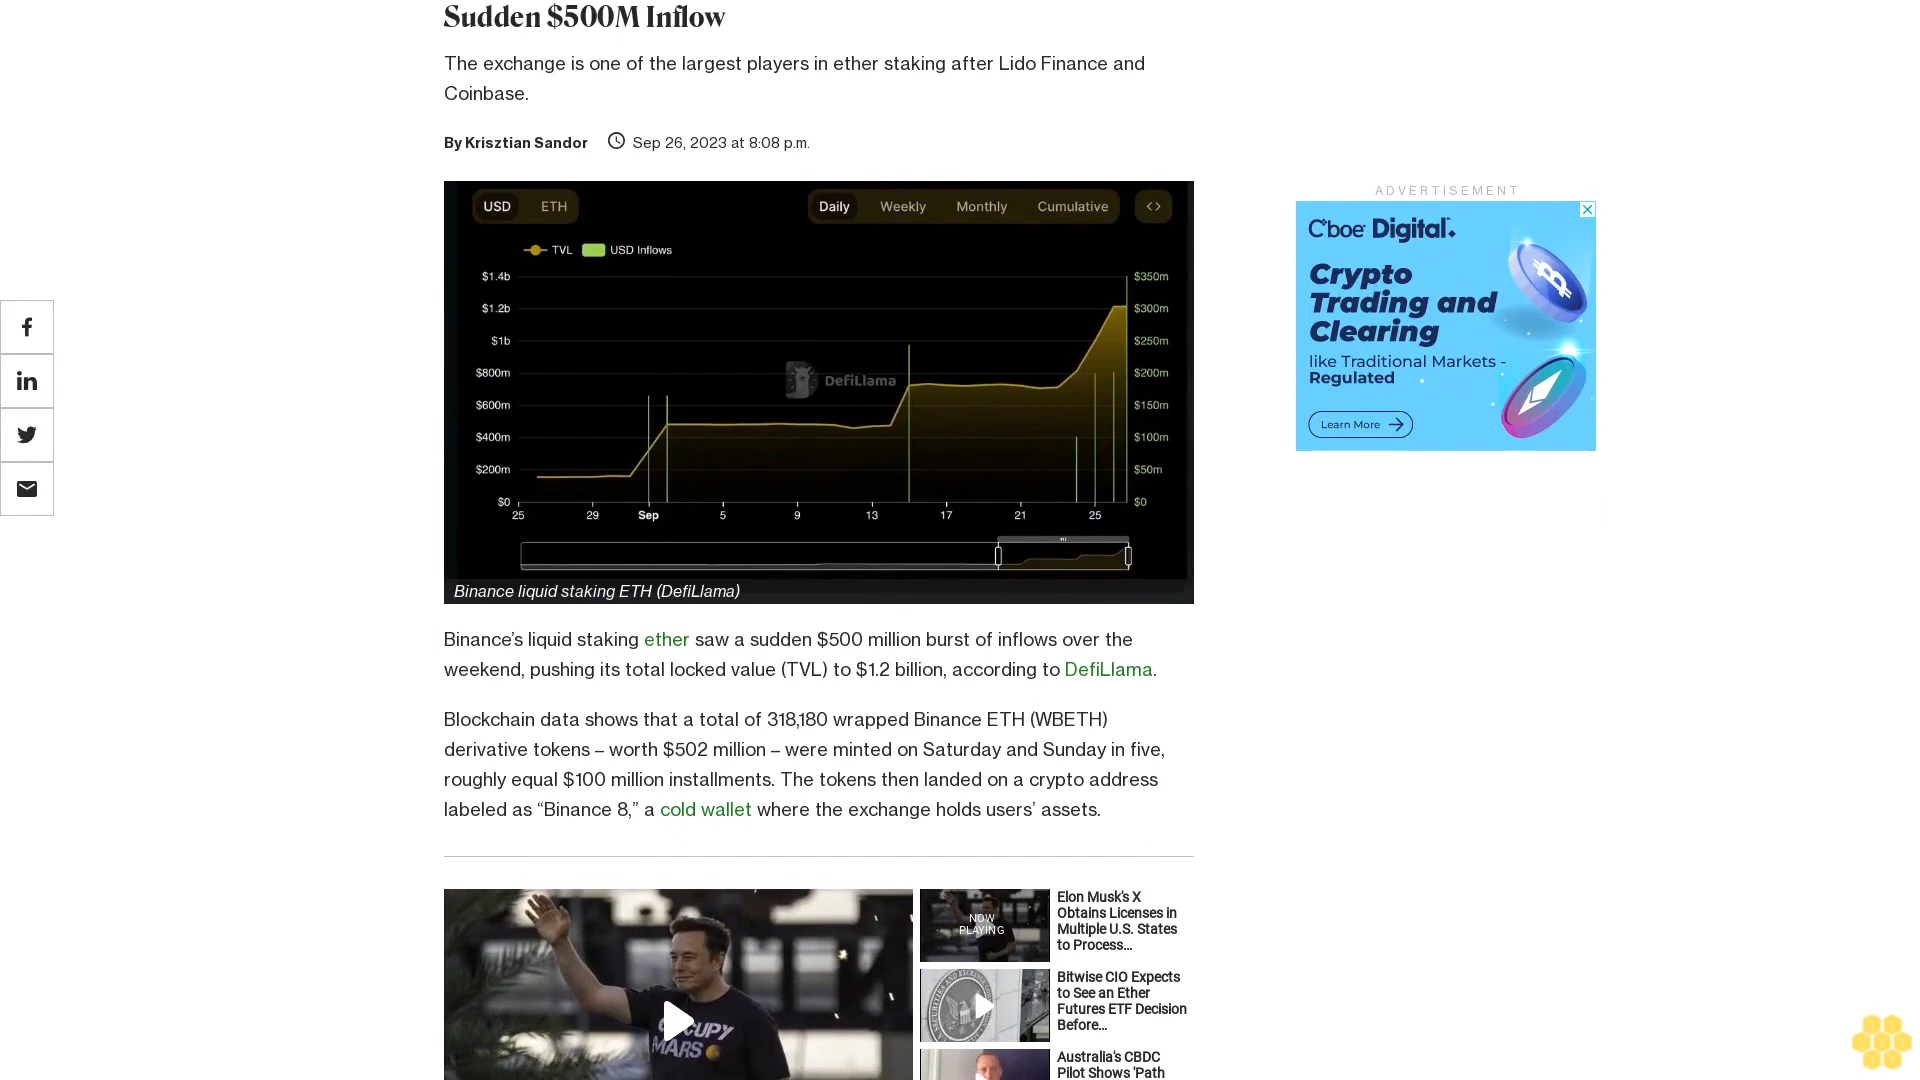 Sudden $500M Inflow
The exchange is one of the largest players in ether staking after Lido Finance and
Coinbase.
By Krisztian Sandor
Sep 26, 2023 at 8:08 p.m.
USD
ETH
Daily
Weekly
Monthly
Cumulative
<>
TVL
USD Inflows
$1.4b
$1.2b
$1b
$800m
$600m
$400m
$200m
$0
$350m
$300m
$250m
$200m
$150m
$100m
$50m
$0
DefiLlama
25
29
Sep
5
9
13
17
21
25
Binance liquid staking ETH (DefiLlama)
Binance’s liquid staking ether saw a sudden $500 million burst of inflows over the
weekend, pushing its total locked value (TVL) to $1.2 billion, according to DefiLlama.
Blockchain data shows that a total of 318,180 wrapped Binance ETH (WBETH)
derivative tokens – worth $502 million – were minted on Saturday and Sunday in five,
roughly equal $100 million installments. The tokens then landed on a crypto address
labeled as “Binance 8,” a cold wallet where the exchange holds users’ assets.
OCCUPY
MARS
NOW
PLAYING
Elon Musk's X
Obtains Licenses in
Multiple U.S. States
to Process...
Bitwise CIO Expects
to See an Ether
Futures ETF Decision
Before...
Australia's CBDC
Pilot Shows 'Path
ADVERTISEMENT
Cboe Digital
Crypto
Trading and
Clearing
like Traditional Markets -
Regulated
Learn More